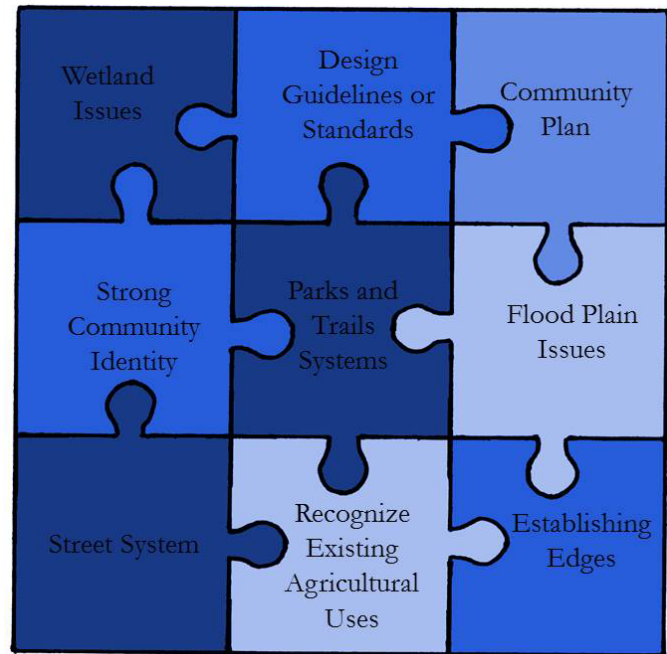 Wetland
Issues
Design
Guidelines or
Standards
Community
Plan
Strong
Community
Identity
Parks and
Trails
Systems
Flood Plain
Issues
Street System
Recognize
Existing
Agricultural
Uses
Establishing
Edges